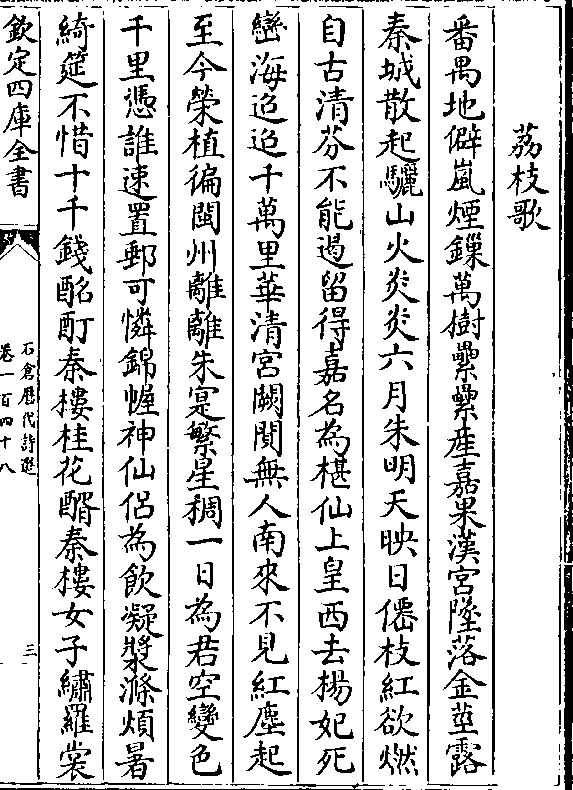 荔枝歌
番禺地僻嵐煙鏁萬樹纍纍産嘉果漢宮墜落金莖露
秦城散起驪山火炎炎六月朱明天映日僊枝紅欲燃
自古清芬不能遏留得嘉名為椹仙上皇西去楊妃死
巒海迢迢千萬里華清宮闕閴無人南來不見紅塵起
至今榮植徧閩州離離朱寔繁星稠一日為君空變色
千里憑誰速置郵可憐錦幄神仙侣為飲凝漿滌煩暑
綺筵不惜十千錢酩酊秦樓桂花醑秦樓女子繡羅裳
欽定四庫全書
石倉歷代詩選
卷一百四十八
三